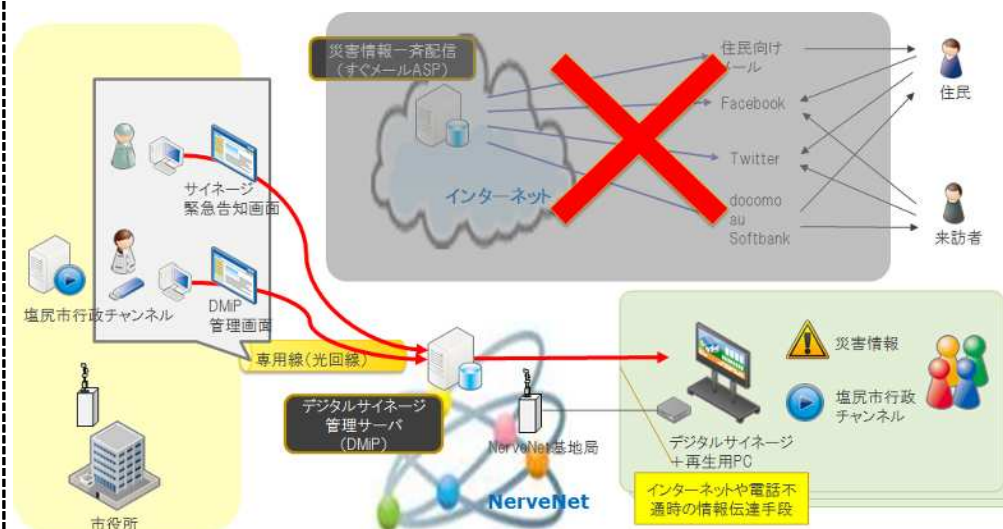 災害情報一斉配信
(すぐメールASP)
住民向け
メール
Facebook
Twitter
docomo
au
Softbank
インターネット
住民
来訪者
サイネージ
緊急告知画面
DMiP
管理画面
塩尻市行政チャンネル
専用線(光回線)
デジタルサイネージ
管理サーバ
(DMiP)
NerveNet基地局
NerveNet
市役所
災害情報
塩尻市行政
チャンネル
デジタルサイネージ
+再生用PC
インターネットや電話不
通時の情報伝達手段